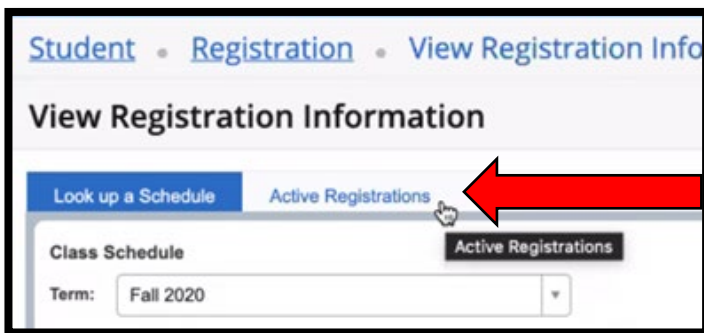 Student • Registration • View Registration Info
View Registration Information
Look up a Schedule Active Registrations
Active Registrations
Class Schedule
Term: Fall 2020